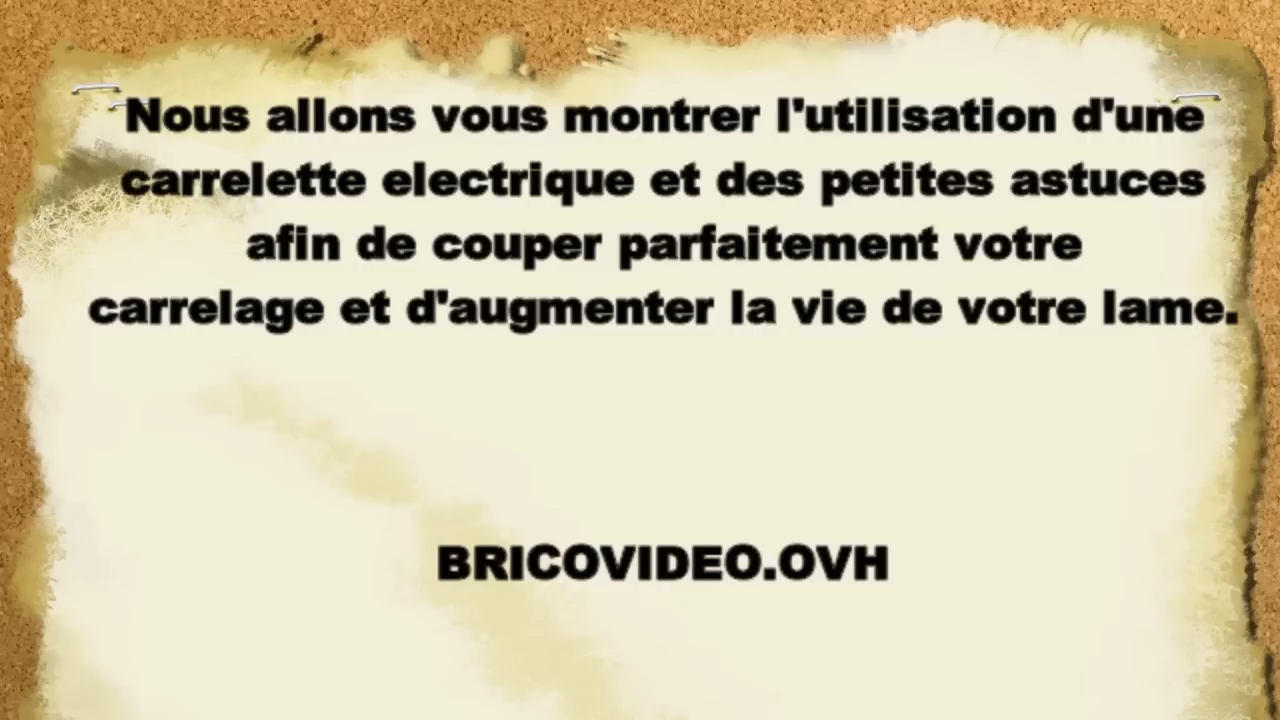 Nous allons vous montrer l'utilisation d'une
carrelette electrique et des petites astuces
afin de couper parfaitement votre
carrelage et d'augmenter la vie de votre lame.
BRICOVIDEO.OVH